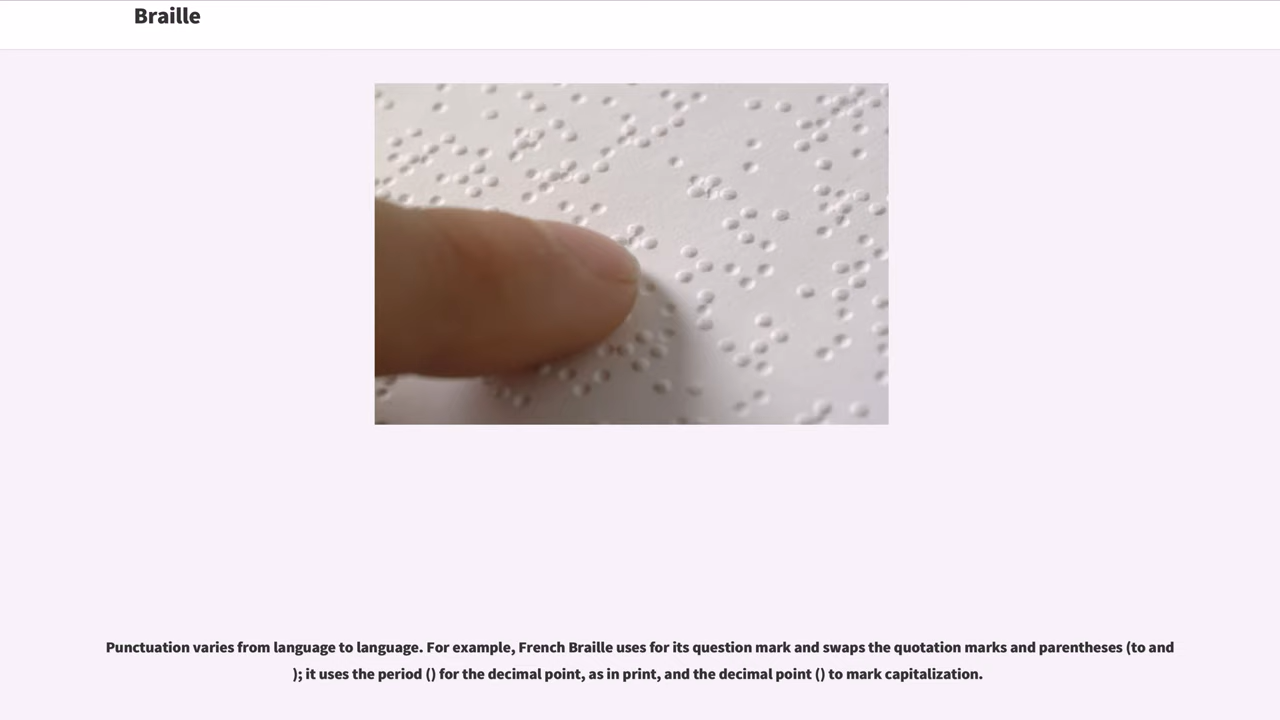 Braille
Punctuation varies from language to language. For example, French Braille uses for its question mark and swaps the quotation marks and parentheses (to and
); it uses the period () for the decimal point, as in print, and the decimal point () to mark capitalization.